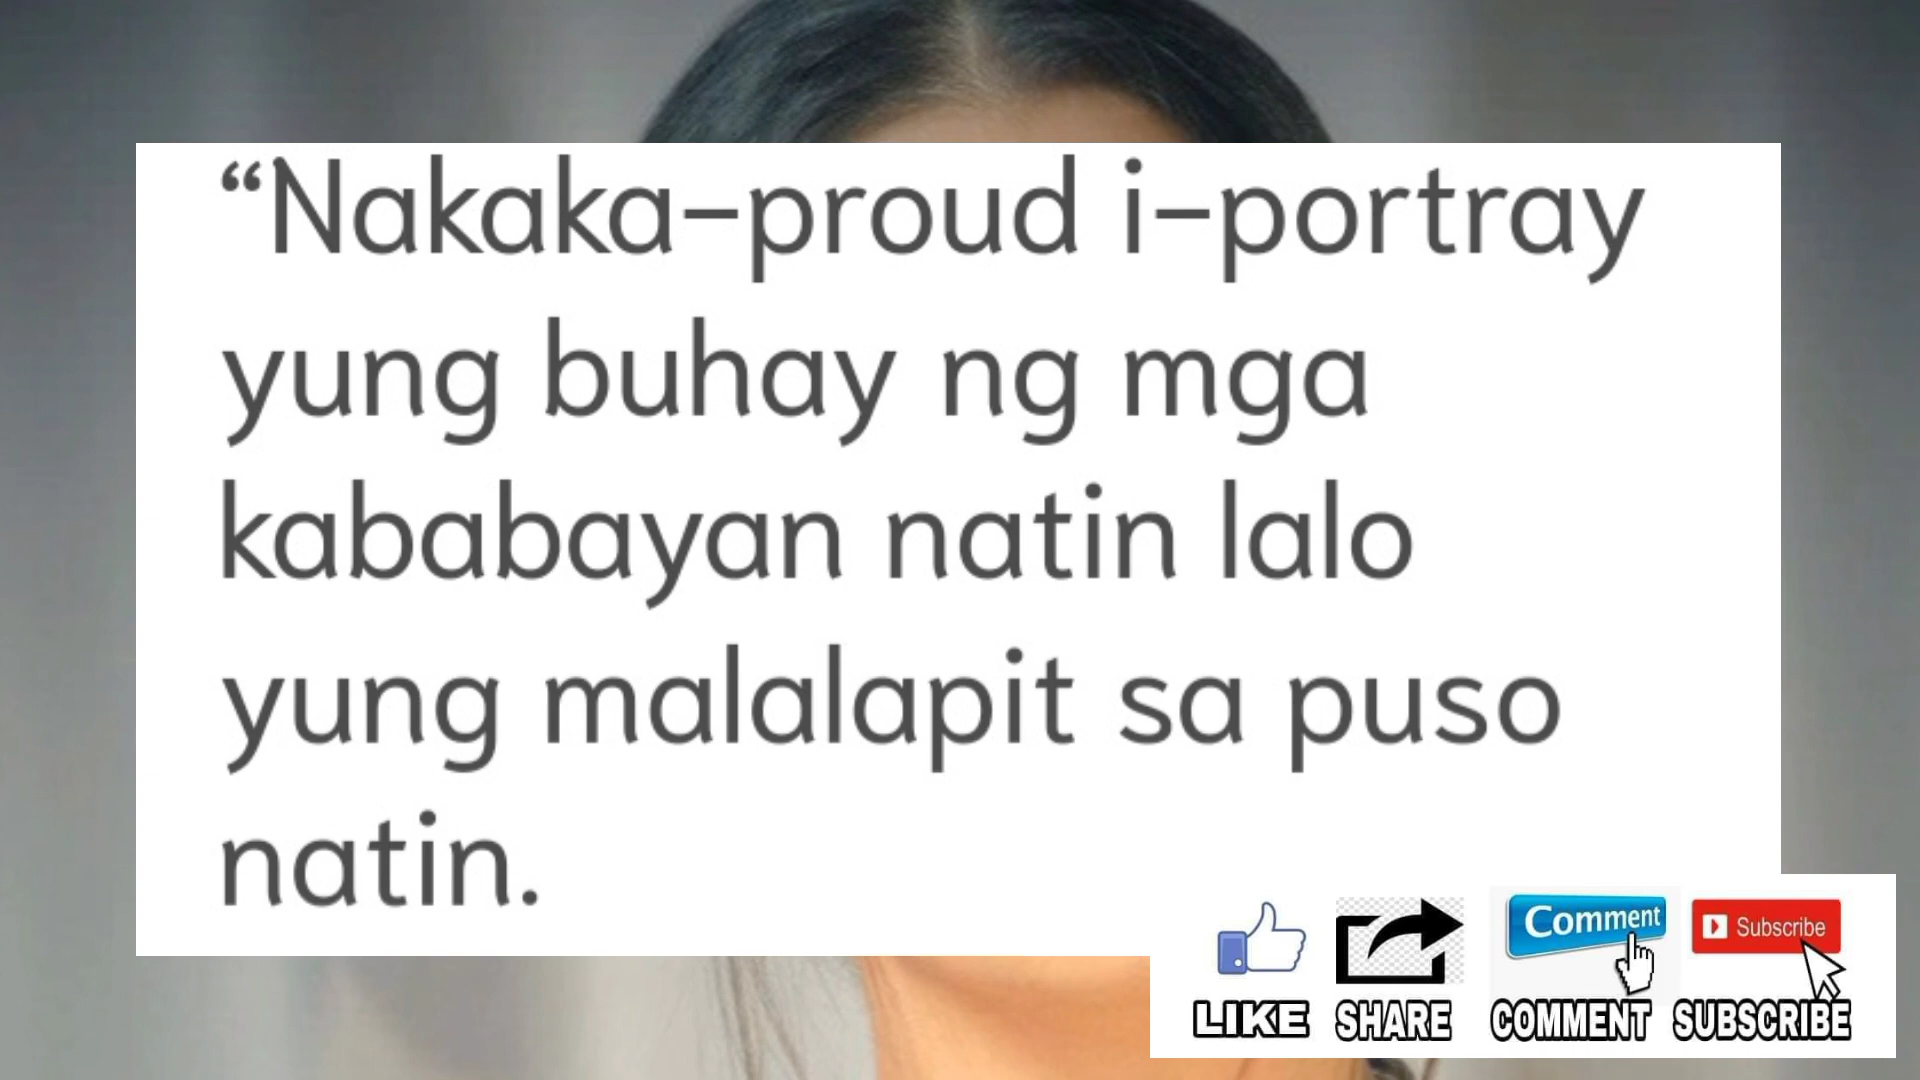 “Nakaka-proud i-portray
yung buhay ng mga
kababayan natin lalo
yung malalapit sa puso
natin.
Comment
Subscribe
LIKE SHARE COMMENT SUBSCRIBE